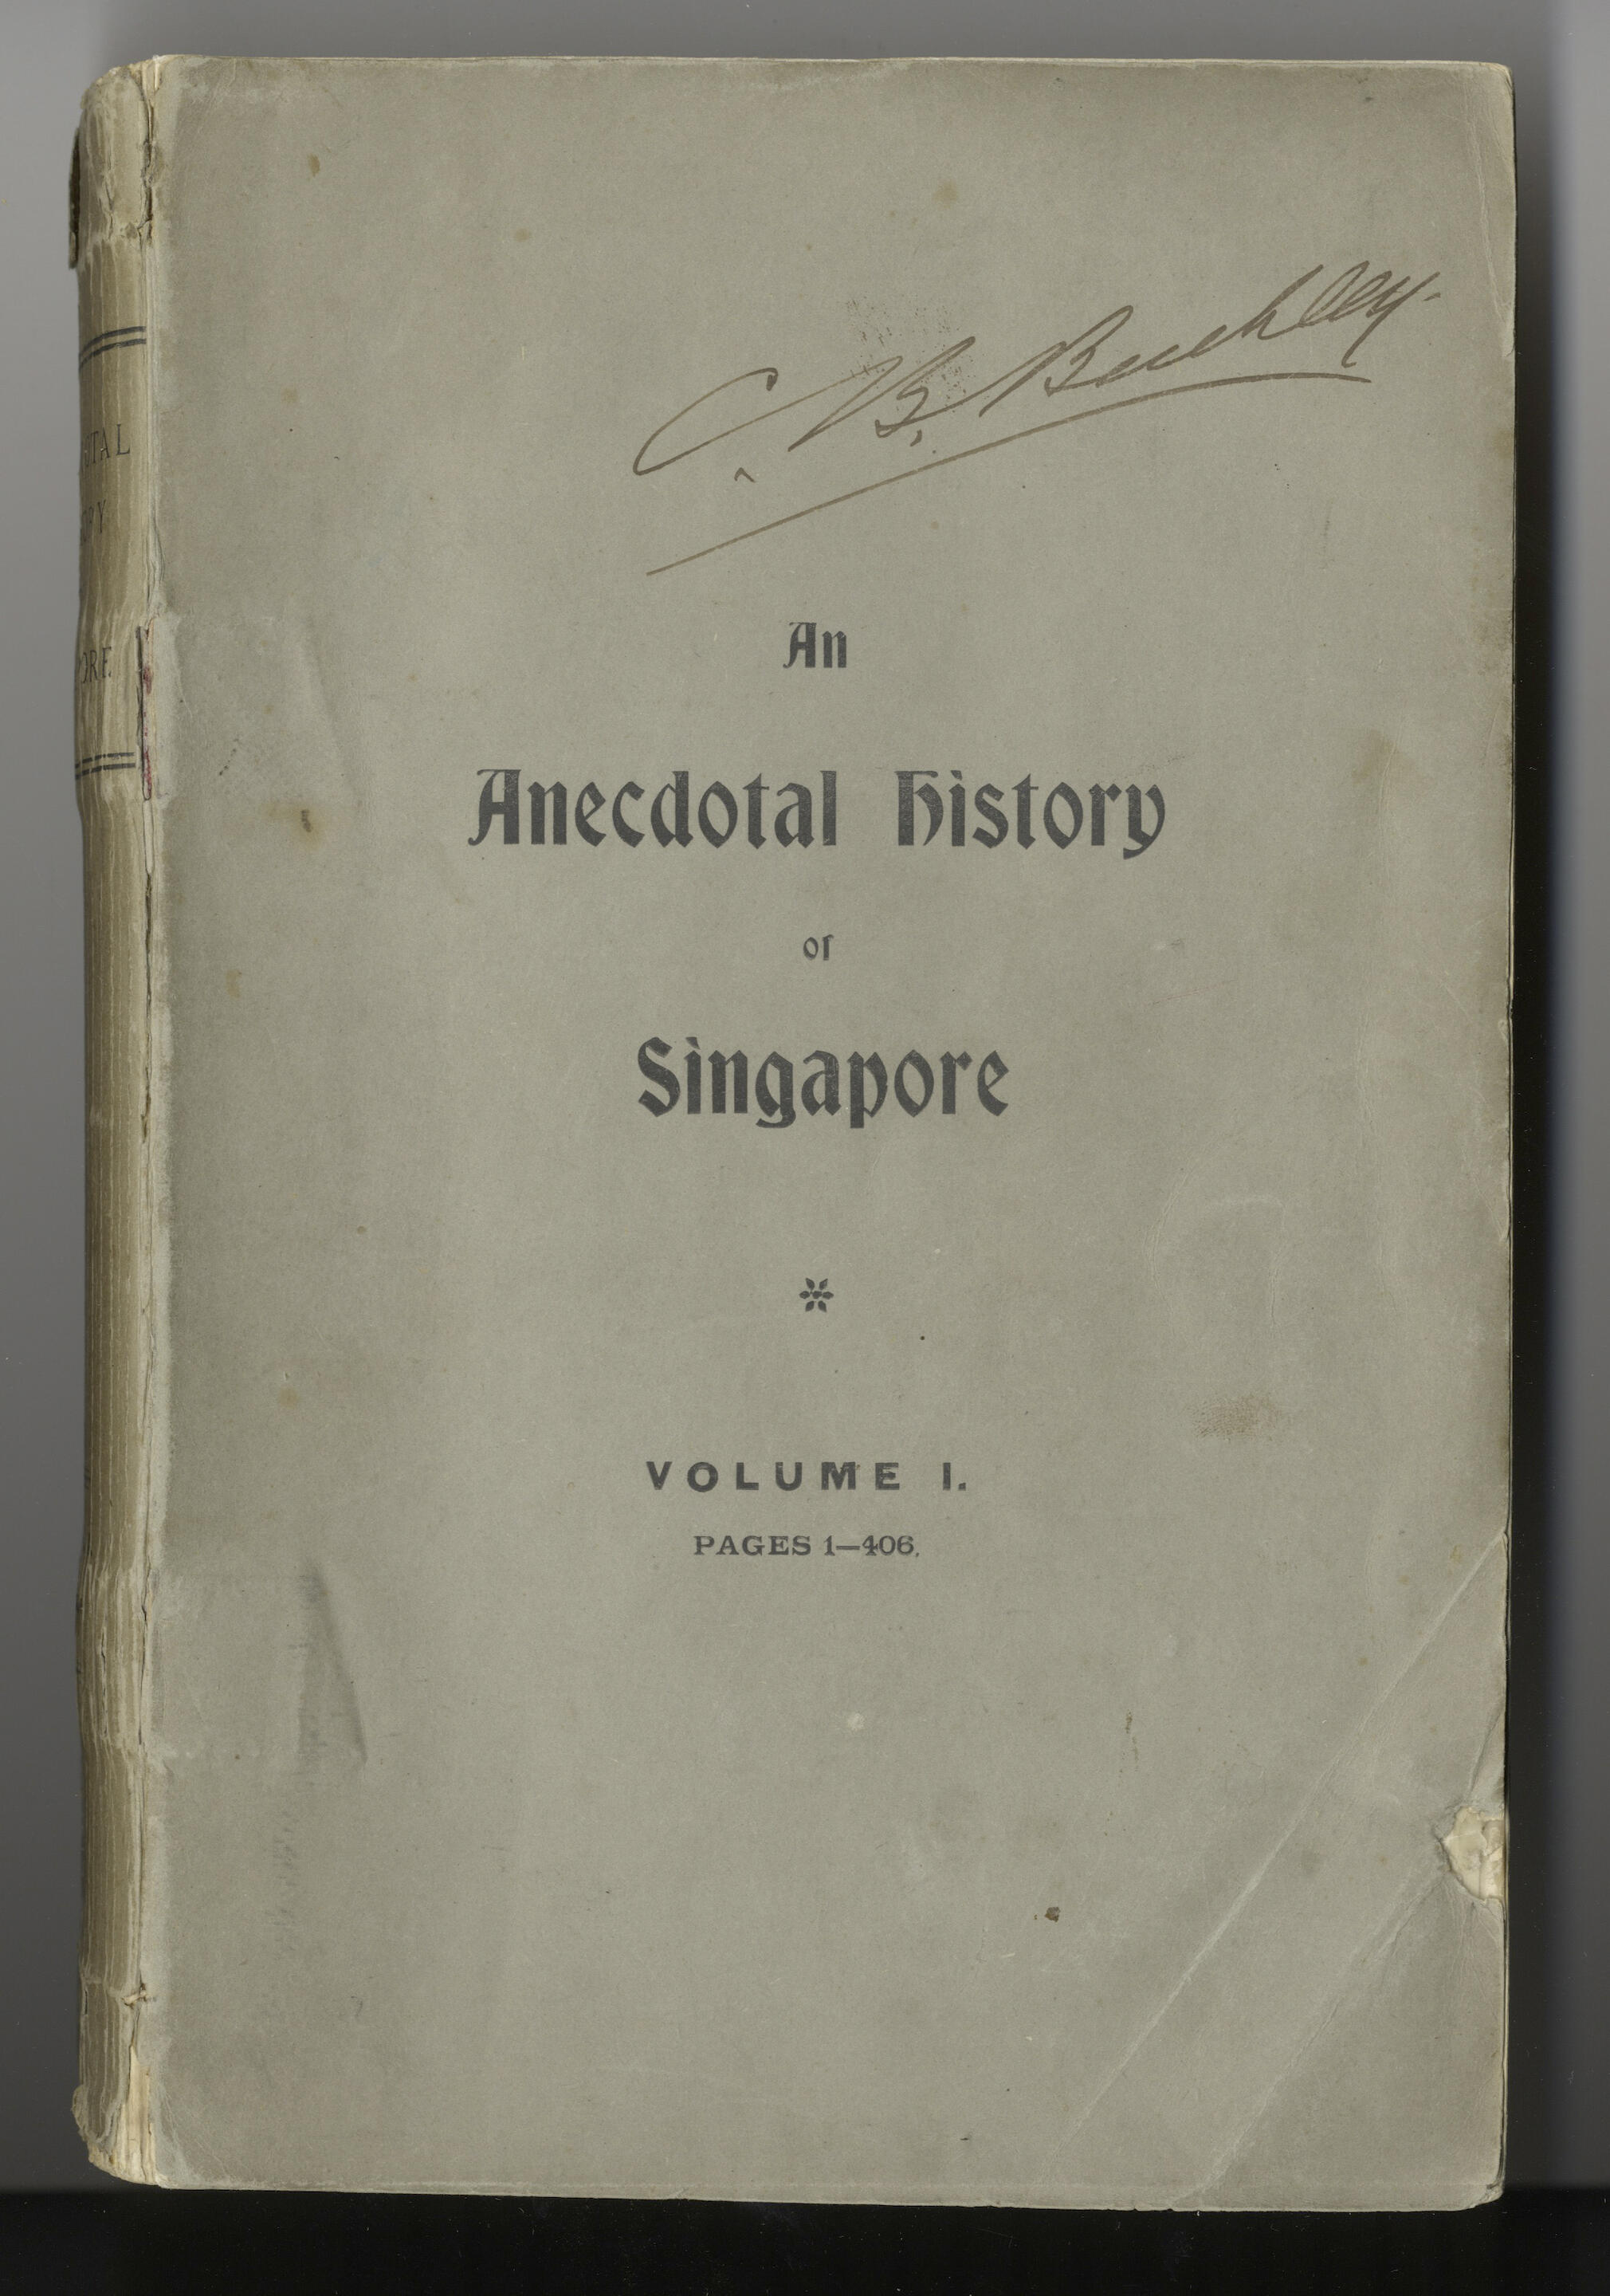 C. B. Buckley.
An
Anecdotal History
of
Singapore
VOLUME I.
PAGES 1—406.